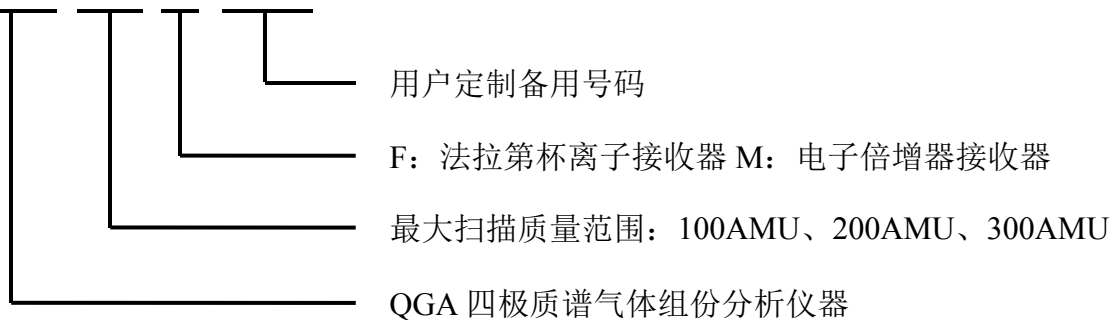 用户定制备用号码
F：法拉第杯离子接收器 M：电子倍增器接收器
最大扫描质量范围：100AMU、200AMU、300AMU
QGA 四极质谱气体组份分析仪器